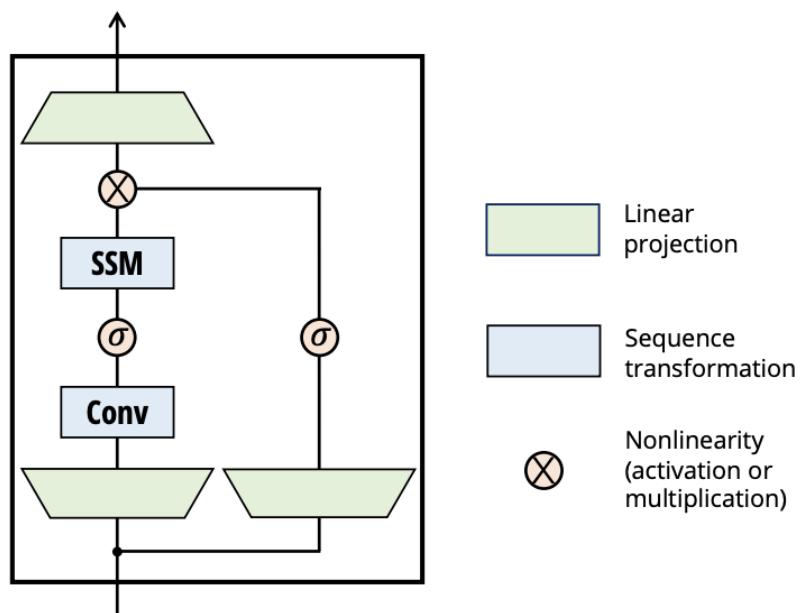 SSM
σ
σ
Conv
Linear
projection
Sequence
transformation
Nonlinearity
(activation or
multiplication)